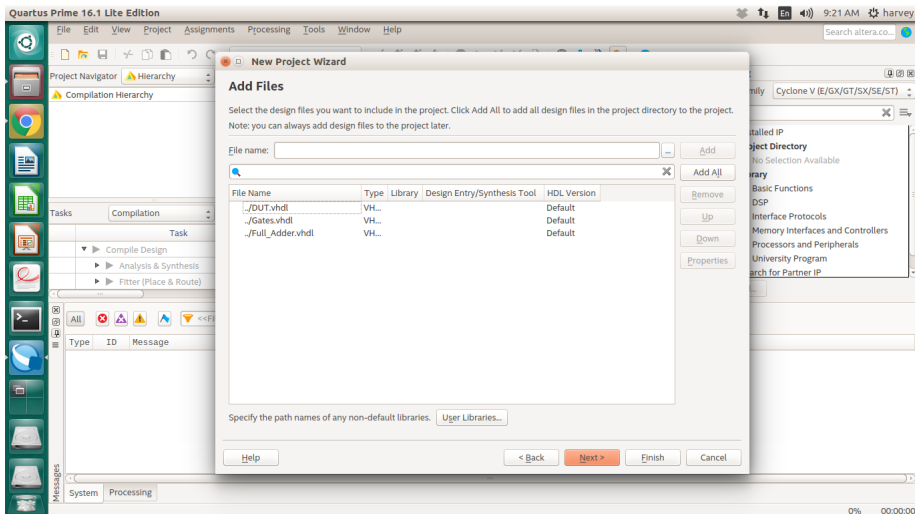 Quartus Prime 16.1 Lite Edition
En 9:21 AM harvey
File Edit View Project Assignments Processing Tools Window Help
Search altera.co...
New Project Wizard
Project Navigator Hierarchy
Compilation Hierarchy
Add Files
Select the design files you want to include in the project. Click Add All to add all design files in the project directory to the project.
Note: you can always add design files to the project later.
File name: ... Add
Add All
File Name Type Library Design Entry/Synthesis Tool HDL Version
../DUT.vhdl VH... Default
../Gates.vhdl VH... Default
../Full_Adder.vhdl VH... Default
Remove
Up
Down
Properties
Specify the path names of any non-default libraries. User Libraries...
Help < Back Next > Finish Cancel
Tasks Compilation
Task
Compile Design
Analysis & Synthesis
Fitter (Place & Route)
mily Cyclone V (E/GX/GT/SX/SE/ST)
stalled IP
oject Directory
No Selection Available
rary
Basic Functions
DSP
Interface Protocols
Memory Interfaces and Controllers
Processors and Peripherals
University Program
arch for Partner IP
All <<Fi
Type ID Message
Messages
System Processing
0% 00:00:00